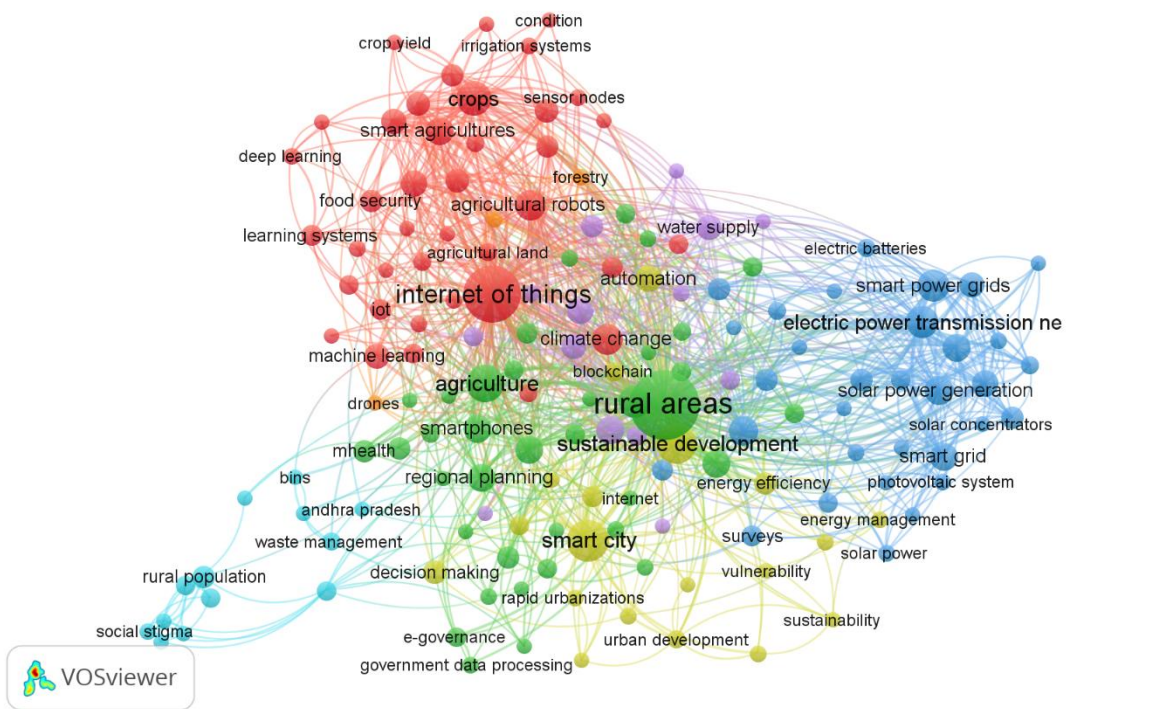 condition
crop yield
irrigation systems
crops
sensor nodes
smart agricultures
deep learning
forestry
food security
agricultural robots
water supply
learning systems
electric batteries
agricultural land
automation
smart power grids
internet of things
iot
electric power transmission ne
climate change
machine learning
blockchain
agriculture
solar power generation
drones
rural areas
solar concentrators
smartphones
sustainable development
mhealth
smart grid
bins
regional planning
energy efficiency
photovoltaic system
internet
andhra pradesh
energy management
waste management
smart city
surveys
solar power
rural population
decision making
vulnerability
rapid urbanizations
sustainability
social stigma
e-governance
urban development
government data processing
VOSviewer